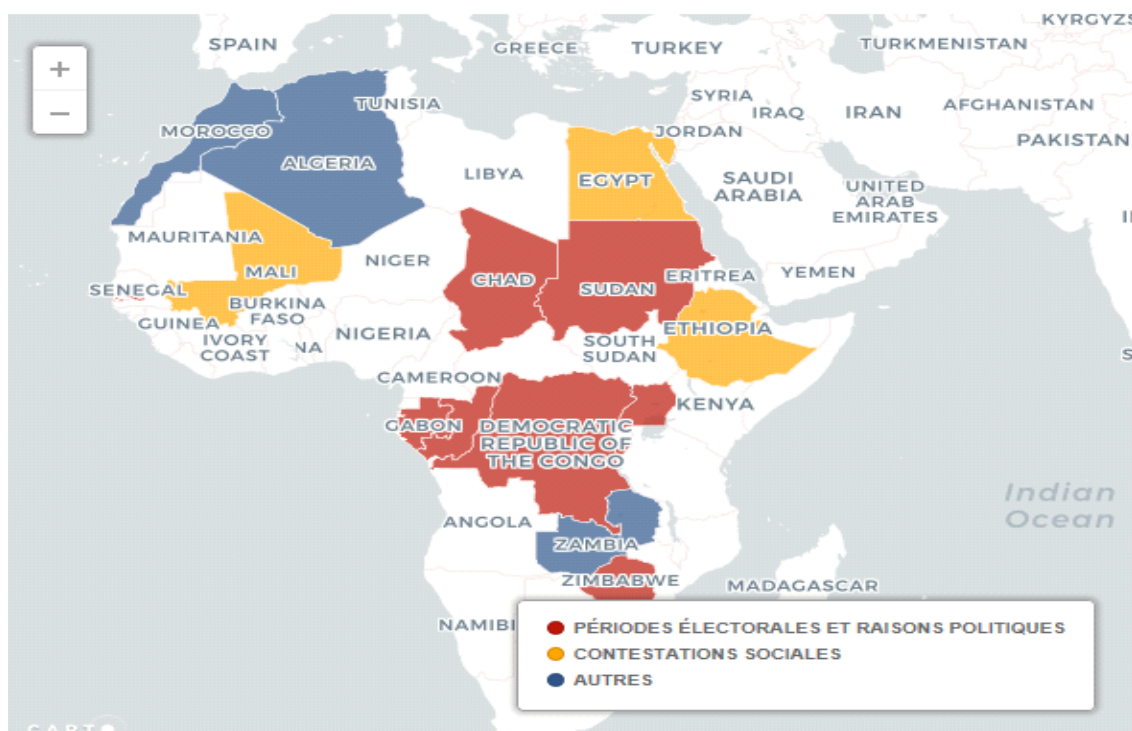 KYRGYZS
SPAIN
GREECE
TURKEY
TURKMENISTAN
+
−
TUNISIA
SYRIA
IRAQ
IRAN
AFGHANISTAN
MOROCCO
JORDAN
PAKISTAN
ALGERIA
LIBYA
EGYPT
SAUDI
ARABIA
UNITED
ARAB
EMIRATES
MAURITANIA
MALI
NIGER
CHAD
SUDAN
ERITREA
YEMEN
SENEGAL
BURKINA
FASO
GUINEA
IVORY
COAST
NA
NIGERIA
SOUTH
SUDAN
ETHIOPIA
CAMEROON
GABON
DEMOCRATIC
REPUBLIC OF
THE CONGO
KENYA
Indian
Ocean
ANGOLA
ZAMBIA
ZIMBABWE
MADAGASCAR
NAMIBI
PÉRIODES ÉLECTORALES ET RAISONS POLITIQUES
CONTESTATIONS SOCIALES
AUTRES